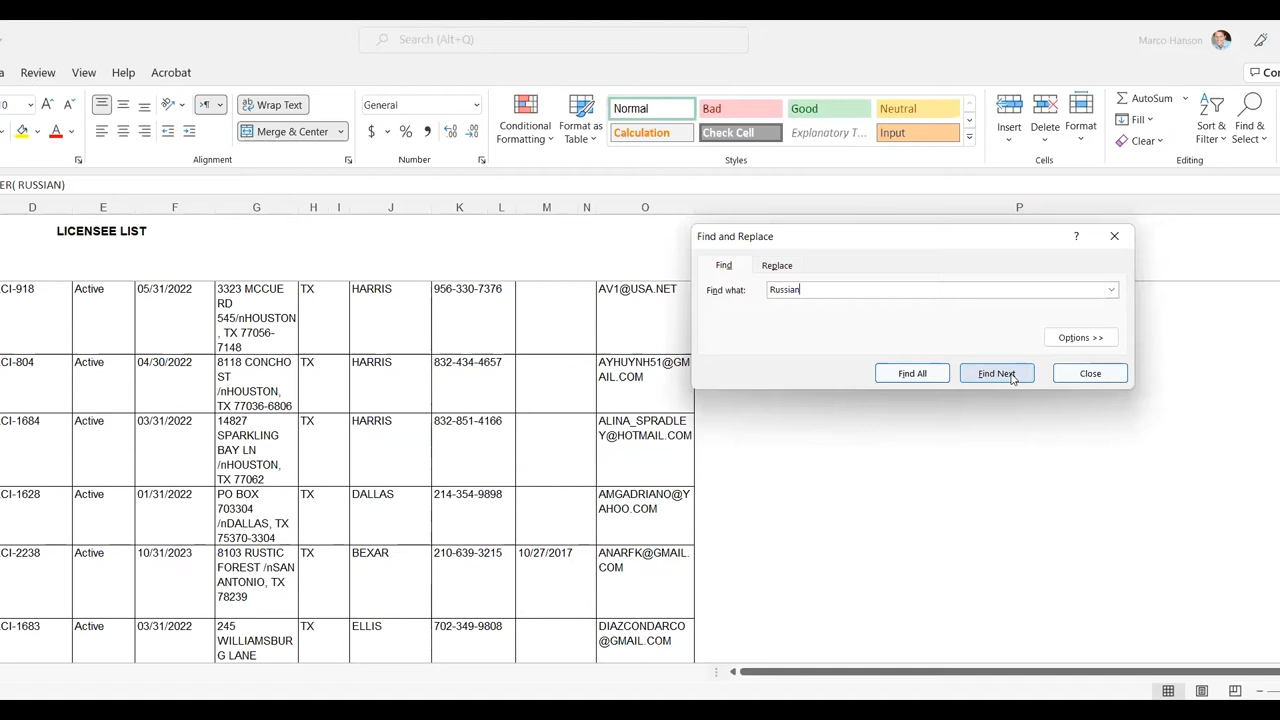 Search (Alt+Q)
Marco Hanson
a Review View Help Acrobat
Con
0 A A ab Wrap Text General Normal Bad Good Neutral AutoSum
Merge & Center $ % Conditional Formatting Format as Table Calculation Check Cell Explanatory T... Input Insert Delete Format Fill Clear Sort & Filter Find & Select
Alignment Number Styles Cells Editing
ER( RUSSIAN)
D E F G H I J K L M N O P
LICENSEE LIST
CI-918 Active 05/31/2022 3323 MCCUE TX HARRIS 956-330-7376 AV1@USA.NET
RD
545/nHOUSTON
, TX 77056-
7148
CI-804 Active 04/30/2022 8118 CONCHO TX HARRIS 832-434-4657 AYHUYNH51@GM
ST AIL.COM
/nHOUSTON,
TX 77036-6806
CI-1684 Active 03/31/2022 14827 TX HARRIS 832-851-4166 ALINA_SPRADLE
SPARKLING Y@HOTMAIL.COM
BAY LN
/nHOUSTON,
TX 77062
CI-1628 Active 01/31/2022 PO BOX TX DALLAS 214-354-9898 AMGADRIANO@Y
703304 AHOO.COM
/nDALLAS, TX
75370-3304
CI-2238 Active 10/31/2023 8103 RUSTIC TX BEXAR 210-639-3215 10/27/2017 ANARFK@GMAIL.
FOREST /nSAN COM
ANTONIO, TX
78239
CI-1683 Active 03/31/2022 245 TX ELLIS 702-349-9808 DIAZCONDARCO
WILLIAMSBUR @GMAIL.COM
G LANE
Find and Replace ?
Find Replace
Find what: Russian
Options >>
Find All Find Next Close